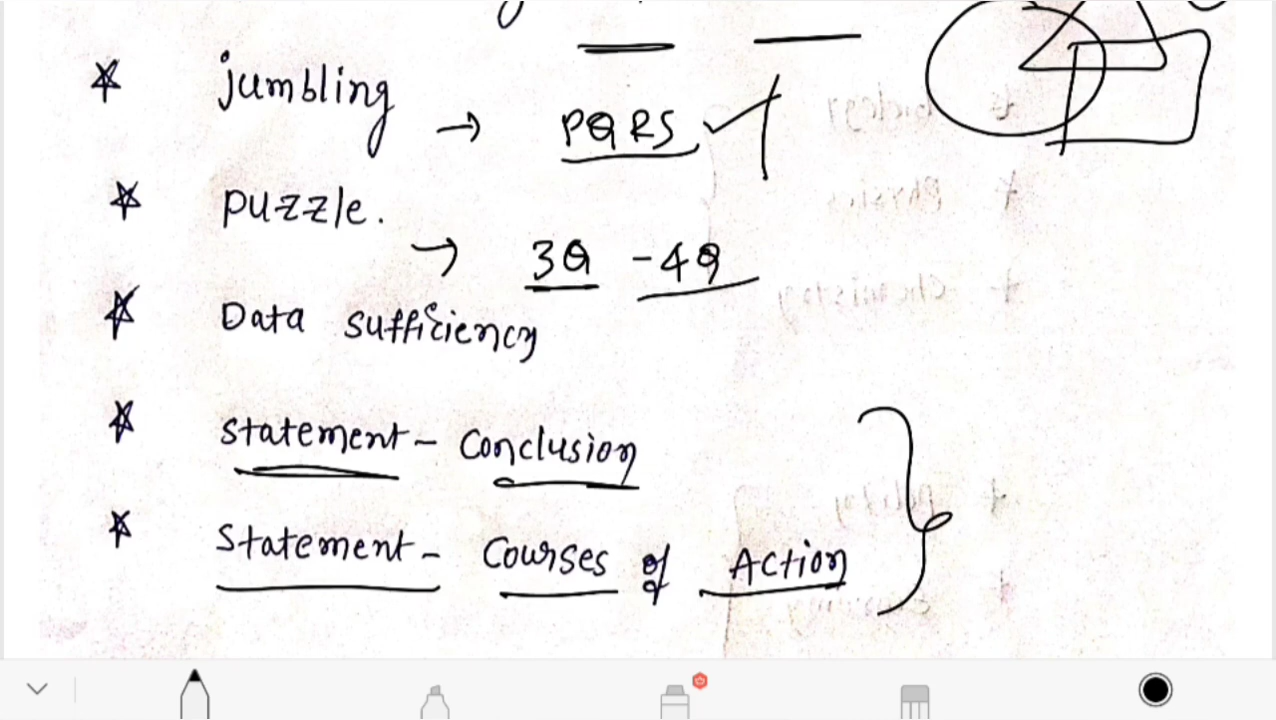 * jumbling
→ PQRS ✓
* puzzle.
→ 3Q - 4Q
* Data sufficiency
* Statement - Conclusion
* Statement - Courses of Action